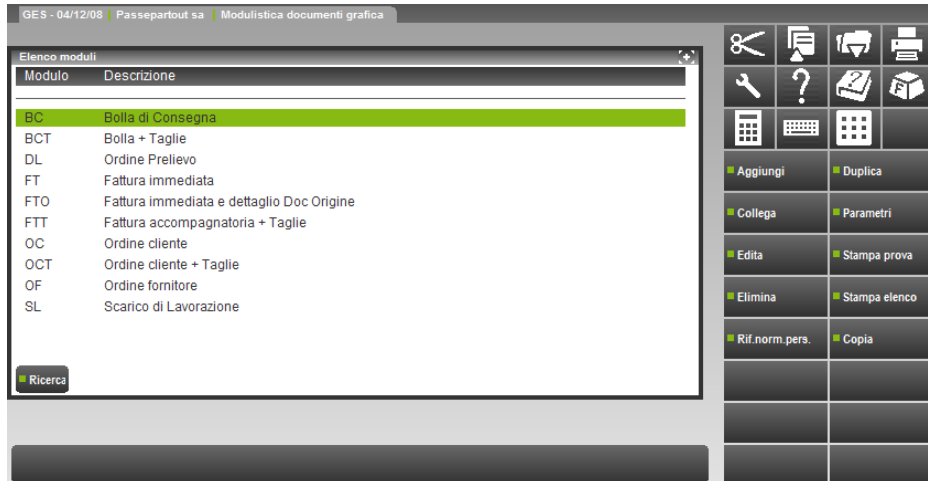 GES - 04/12/08 Passepartout sa Modulistica documenti grafica
Elenco moduli
Modulo Descrizione
BC Bolla di Consegna
BCT Bolla + Taglie
DL Ordine Prelievo
FT Fattura immediata
FTO Fattura immediata e dettaglio Doc Origine
FTT Fattura accompagnatoria + Taglie
OC Ordine cliente
OCT Ordine cliente + Taglie
OF Ordine fornitore
SL Scarico di Lavorazione
Ricerca
F
Aggiungi Duplica
Collega Parametri
Edita Stampa prova
Elimina Stampa elenco
Rif.norm.pers. Copia